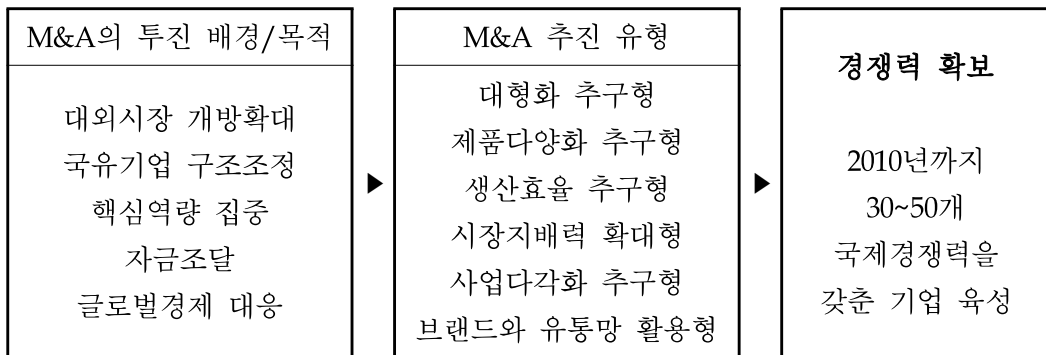 M&A의 투진 배경/목적
대외시장 개방확대
국유기업 구조조정
핵심역량 집중
자금조달
글로벌경제 대응
▶
M&A 추진 유형
대형화 추구형
제품다양화 추구형
생산효율 추구형
시장지배력 확대형
사업다각화 추구형
브랜드와 유통망 활용형
▶
경쟁력 확보
2010년까지
30~50개
국제경쟁력을
갖춘 기업 육성